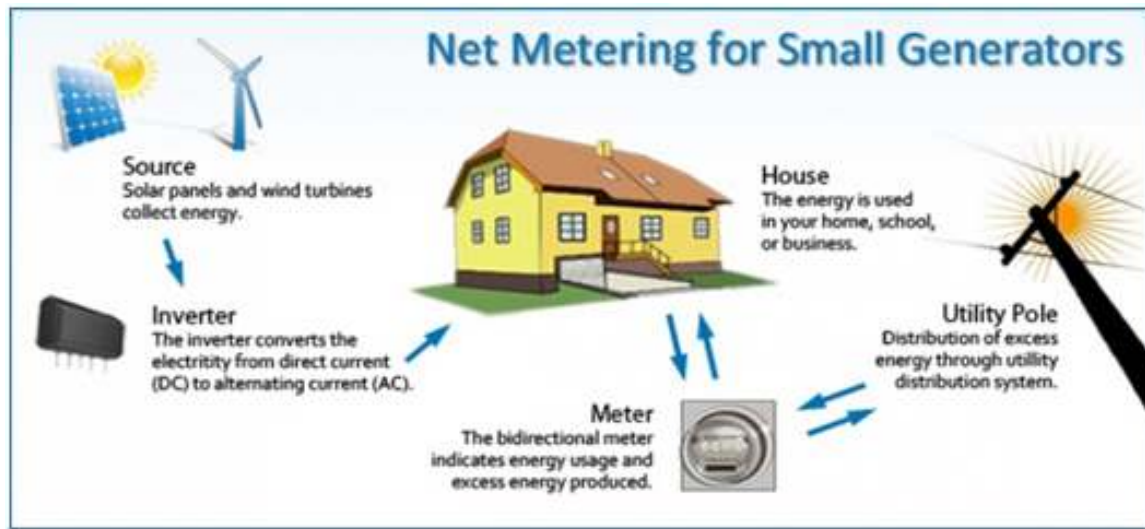 Net Metering for Small Generators
Source
Solar panels and wind turbines
collect energy.
Inverter
The inverter converts the
electritity from direct current
(DC) to alternating current (AC).
House
The energy is used
in your home, school,
or business.
Meter
The bidirectional meter
indicates energy usage and
excess energy produced.
Utility Pole
Distribution of excess
energy through utillity
distribution system.